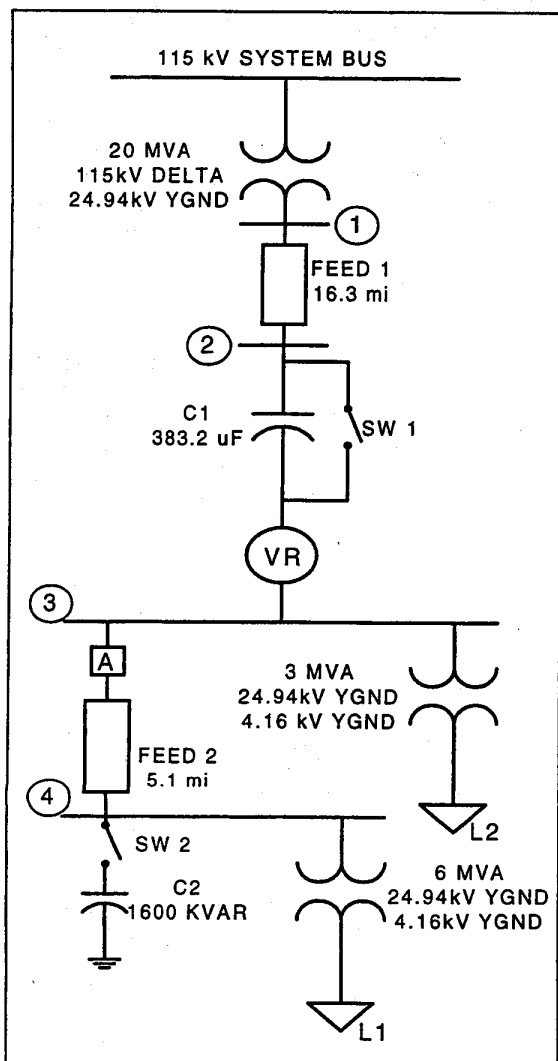 115 kV SYSTEM BUS
20 MVA
115kV DELTA
24.94kV YGND
1
FEED 1
16.3 mi
2
C1
383.2 uF
SW 1
VR
3
A
3 MVA
24.94kV YGND
4.16 kV YGND
FEED 2
5.1 mi
L2
4
SW 2
C2
1600 KVAR
6 MVA
24.94kV YGND
4.16kV YGND
L1